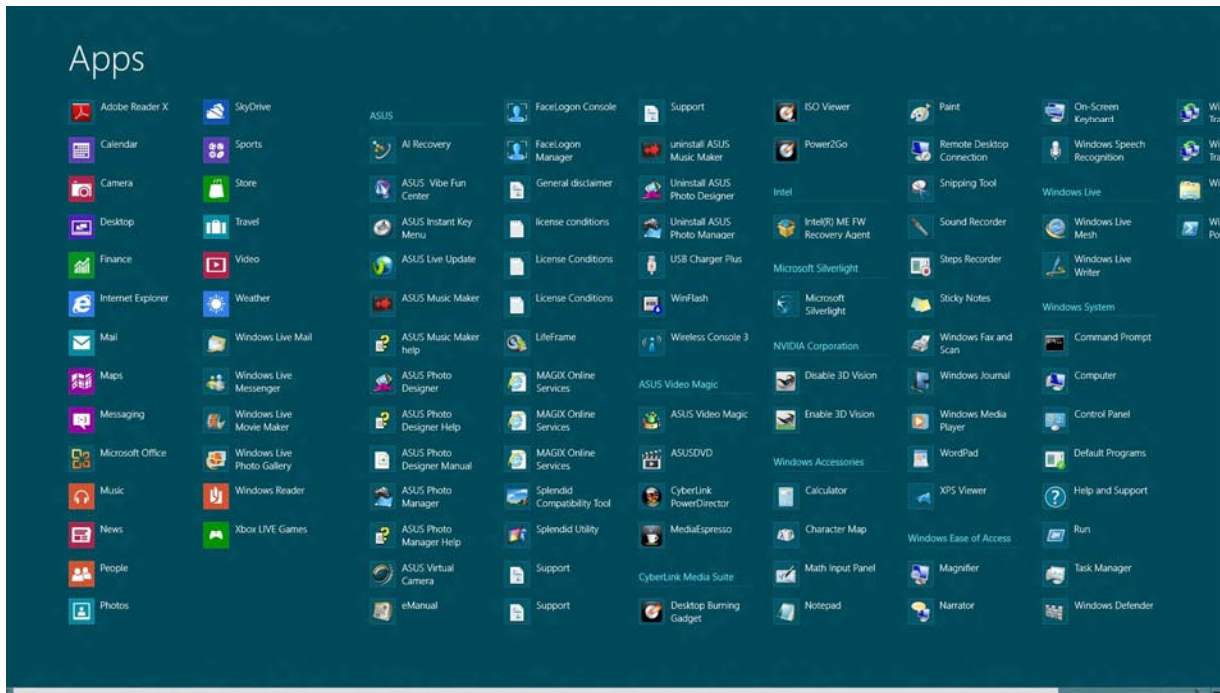 Apps
Adobe Reader X
Calendar
Camera
Desktop
Finance
Internet Explorer
Mail
Maps
Messaging
Microsoft Office
Music
News
People
Photos
SkyDrive
Sports
Store
Travel
Video
Weather
Windows Live Mail
Windows Live
Messenger
Windows Live
Movie Maker
Windows Live
Photo Gallery
Windows Reader
Xbox LIVE Games
ASUS
AI Recovery
ASUS Vibe Fun
Center
ASUS Instant Key
Menu
ASUS Live Update
ASUS Music Maker
ASUS Music Maker
help
ASUS Photo
Designer
ASUS Photo
Designer Help
ASUS Photo
Designer Manual
ASUS Photo
Manager
ASUS Photo
Manager Help
ASUS Virtual
Camera
eManual
FaceLogon Console
FaceLogon
Manager
General disclaimer
license conditions
License Conditions
License Conditions
LifeFrame
MAGIX Online
Services
MAGIX Online
Services
MAGIX Online
Services
Splendid
Compatibility Tool
Splendid Utility
Support
Support
Support
uninstall ASUS
Music Maker
Uninstall ASUS
Photo Designer
Uninstall ASUS
Photo Manager
USB Charger Plus
WinFlash
Wireless Console 3
ASUS Video Magic
ASUS Video Magic
ASUSDVD
CyberLink
PowerDirector
MediaEspresso
CyberLink Media Suite
Desktop Burning
Gadget
ISO Viewer
Power2Go
Intel
Intel(R) ME FW
Recovery Agent
Microsoft Silverlight
Microsoft
Silverlight
NVIDIA Corporation
Disable 3D Vision
Enable 3D Vision
Windows Accessories
Calculator
Character Map
Math Input Panel
Notepad
Paint
Remote Desktop
Connection
Snipping Tool
Sound Recorder
Steps Recorder
Sticky Notes
Windows Fax and
Scan
Windows Journal
Windows Media
Player
WordPad
XPS Viewer
Windows Ease of Access
Magnifier
Narrator
On-Screen
Keyboard
Windows Speech
Recognition
Windows Live
Windows Live
Mesh
Windows Live
Writer
Windows System
Command Prompt
Computer
Control Panel
Default Programs
Help and Support
Run
Task Manager
Windows Defender